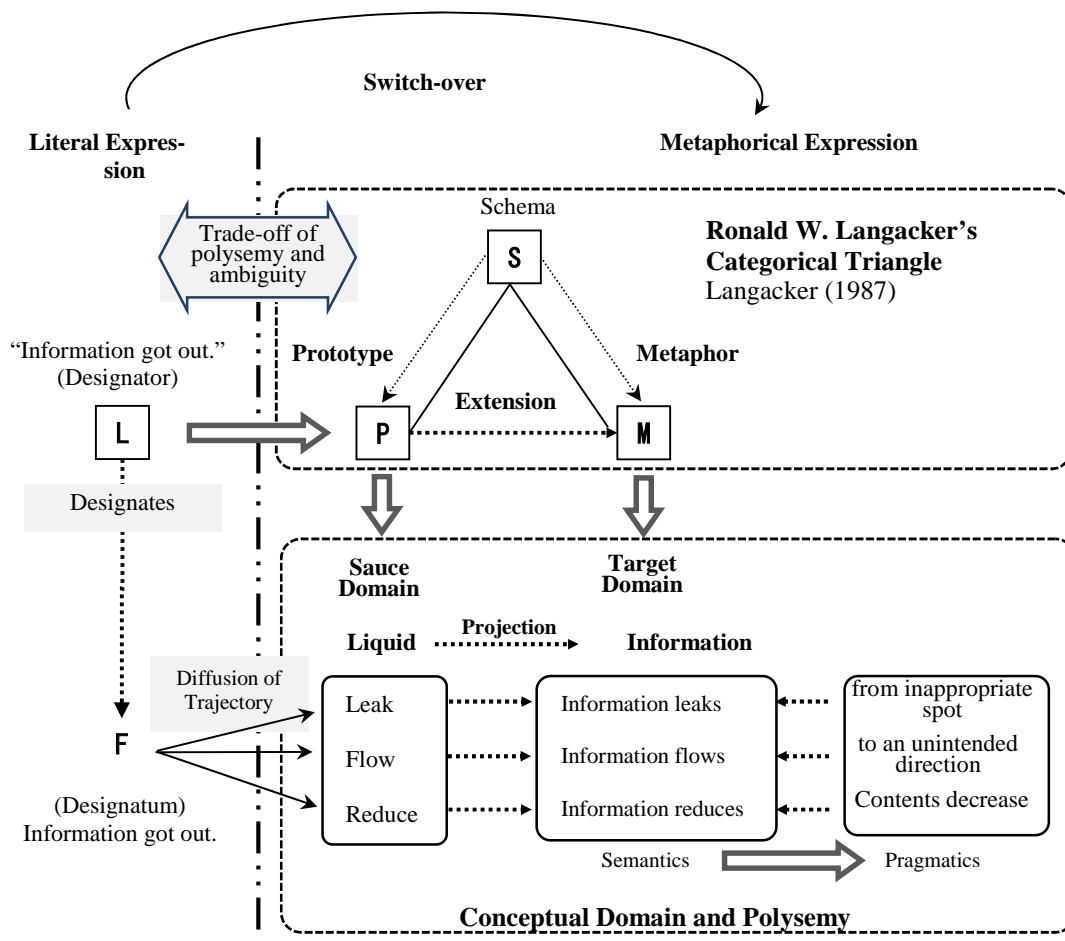 Switch-over
Literal Expres-
sion
Metaphorical Expression
Schema
Trade-off of
polysemy and
ambiguity
S
Ronald W. Langacker’s
Categorical Triangle
Langacker (1987)
“Information got out.”
(Designator)
Prototype
Metaphor
Extension
L
P
M
Designates
Sauce
Domain
Target
Domain
Liquid
Projection
Information
Diffusion of
Trajectory
Leak
Flow
Reduce
Information leaks
Information flows
Information reduces
from inappropriate
spot
to an unintended
direction
Contents decrease
F
(Designatum)
Information got out.
Semantics
Pragmatics
Conceptual Domain and Polysemy